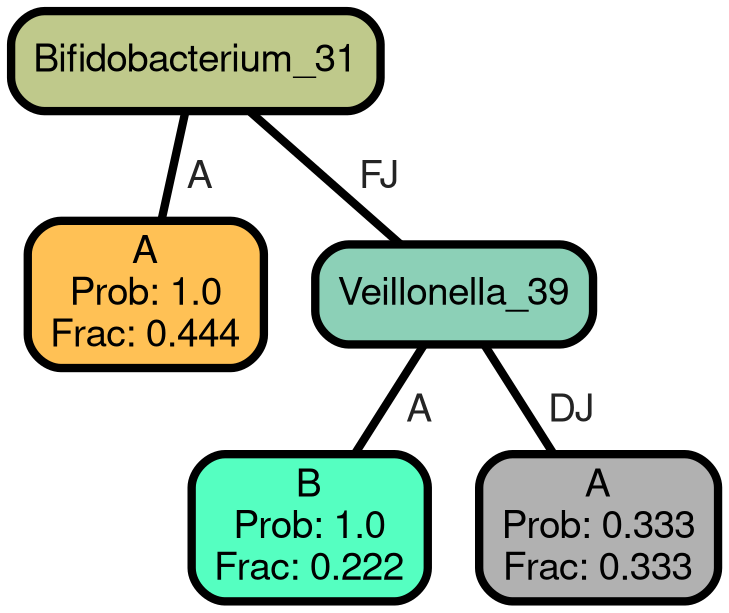 Bifidobacterium_31
A
FJ
A
Prob: 1.0
Frac: 0.444
Veillonella_39
A
DJ
B
Prob: 1.0
Frac: 0.222
A
Prob: 0.333
Frac: 0.333